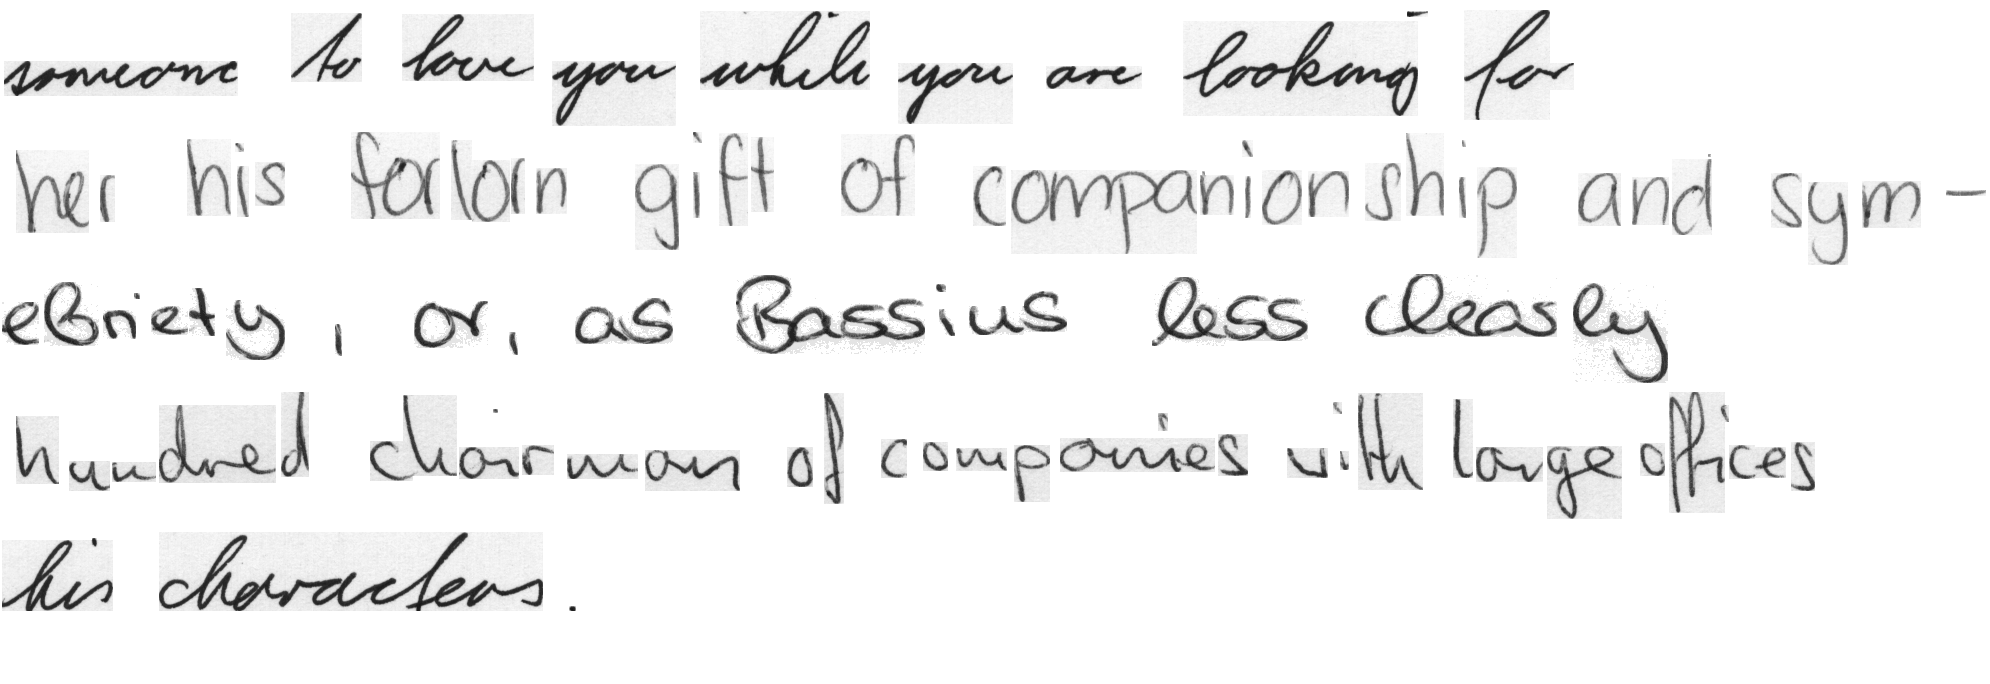 someone to love you while you are looking for
her his forlorn gift of companionship and sym-
ebriety, or, as Bassius less clearly
hundred chairman of companies with large offices
his characters.